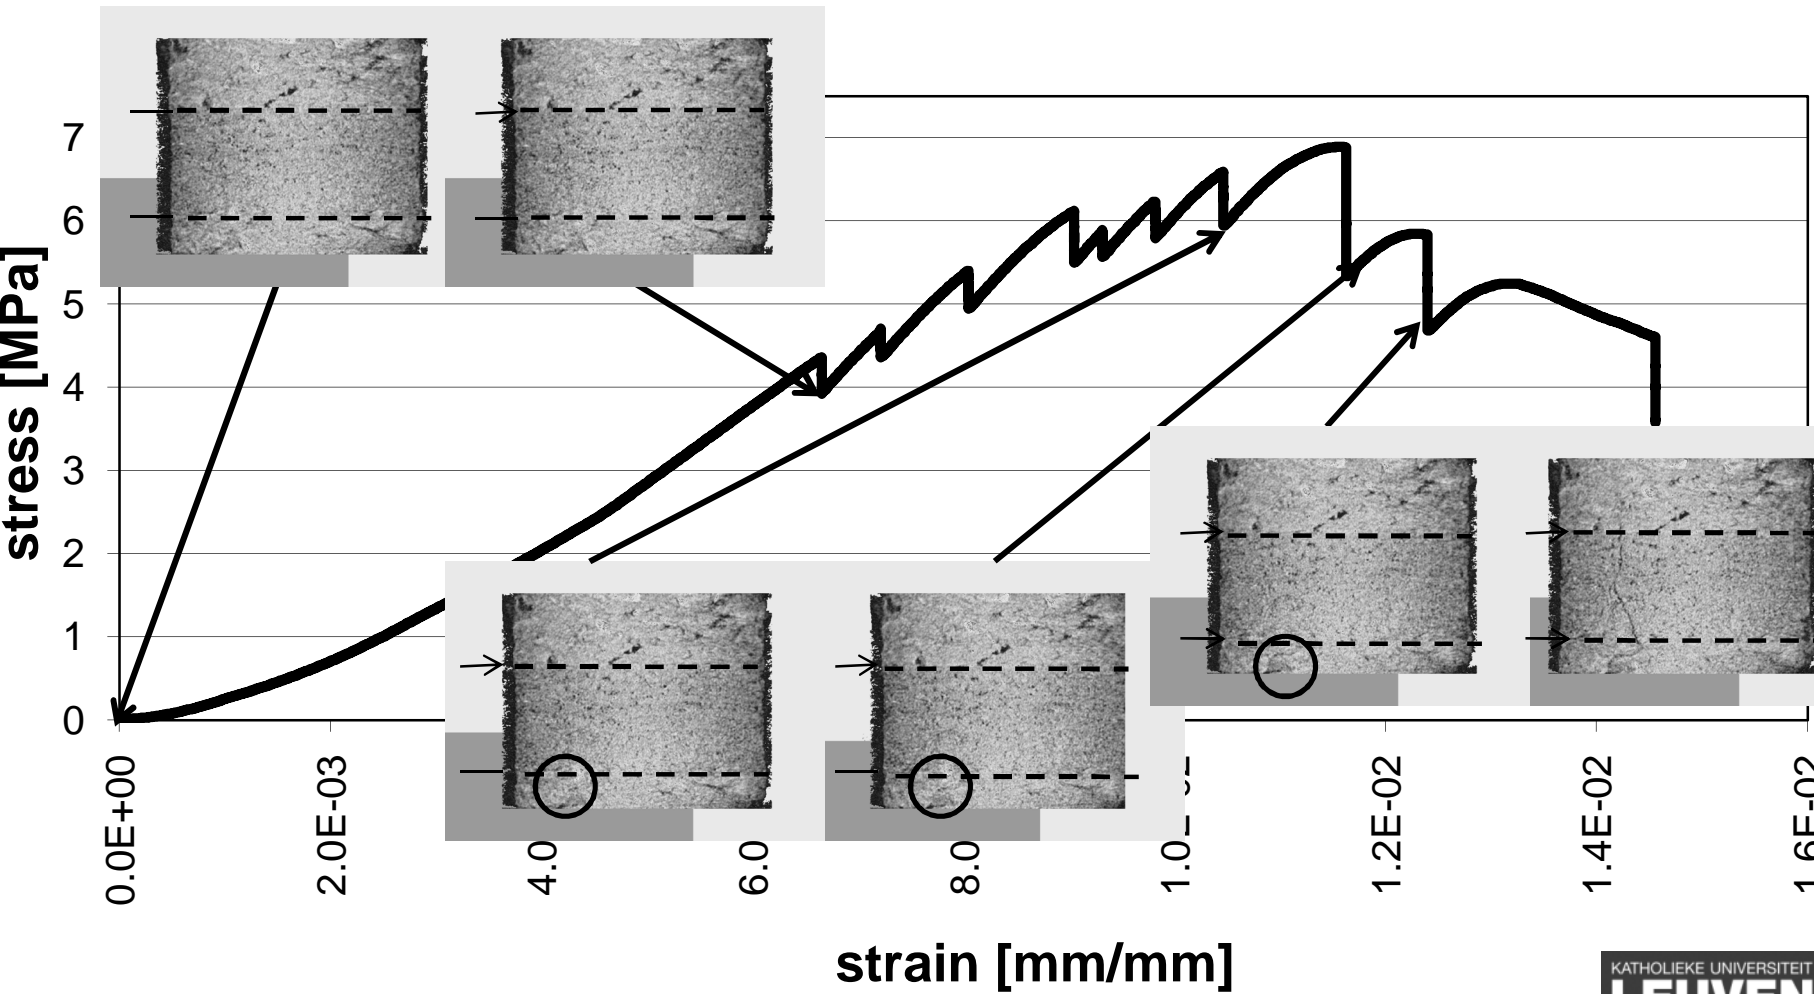 stress [MPa]
7
6
5
4
3
2
1
0
0.0E+00
2.0E-03
4.0
6.0
8.0
1.2E-02
1.4E-02
strain [mm/mm]
KATHOLIEKE UNIVERSITEIT
LEUVEN